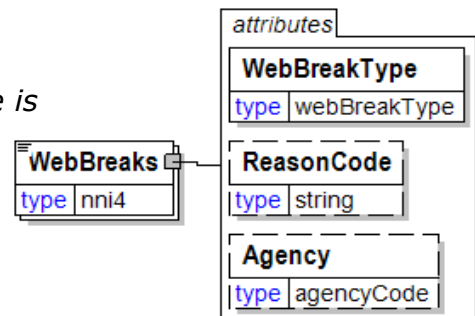 attributes
WebBreakType
type webBreakType
e is
WebBreaks
type nni4
ReasonCode
type string
Agency
type agencyCode